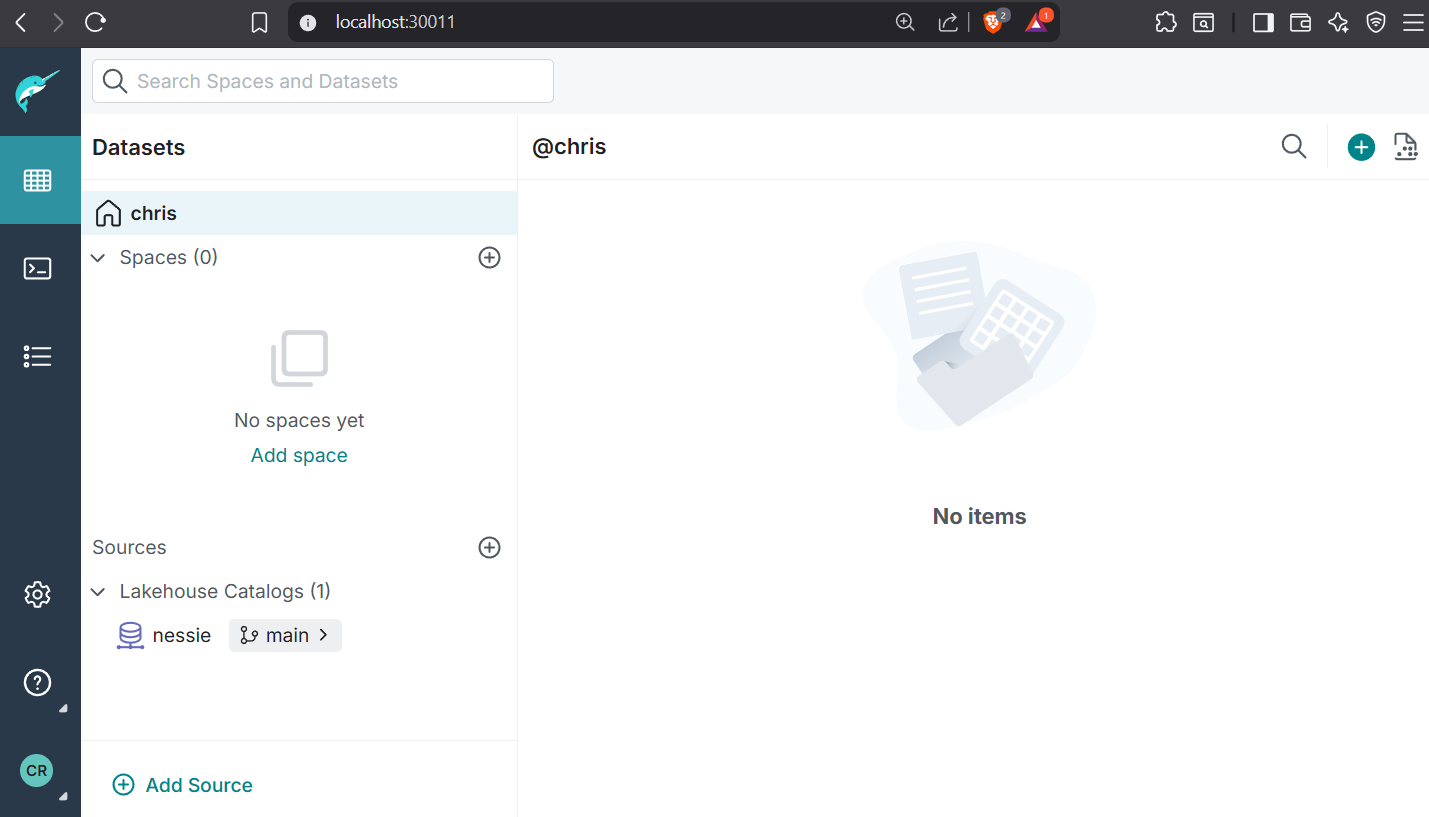 localhost:30011
2
1
Search Spaces and Datasets
Datasets
@chris
chris
Spaces (0)
No spaces yet
Add space
No items
Sources
Lakehouse Catalogs (1)
nessie main
CR
Add Source